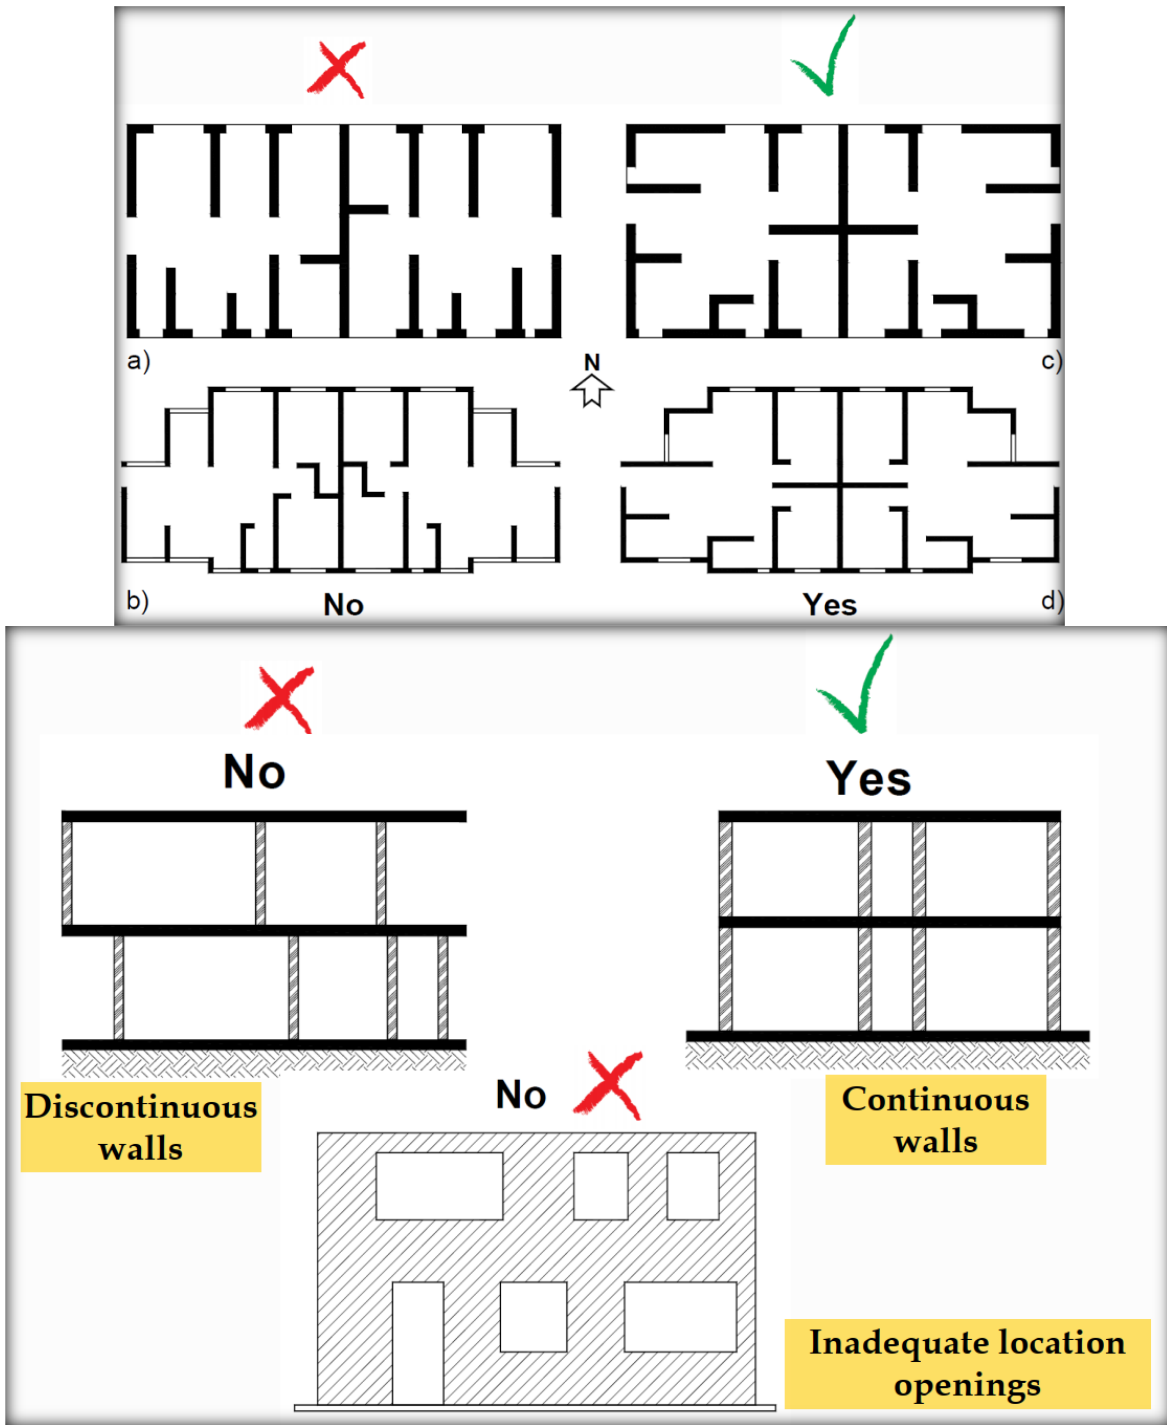 a)
N
c)
b)
No
Yes
d)
No
Yes
Discontinuous
walls
No
Continuous
walls
Inadequate location
openings